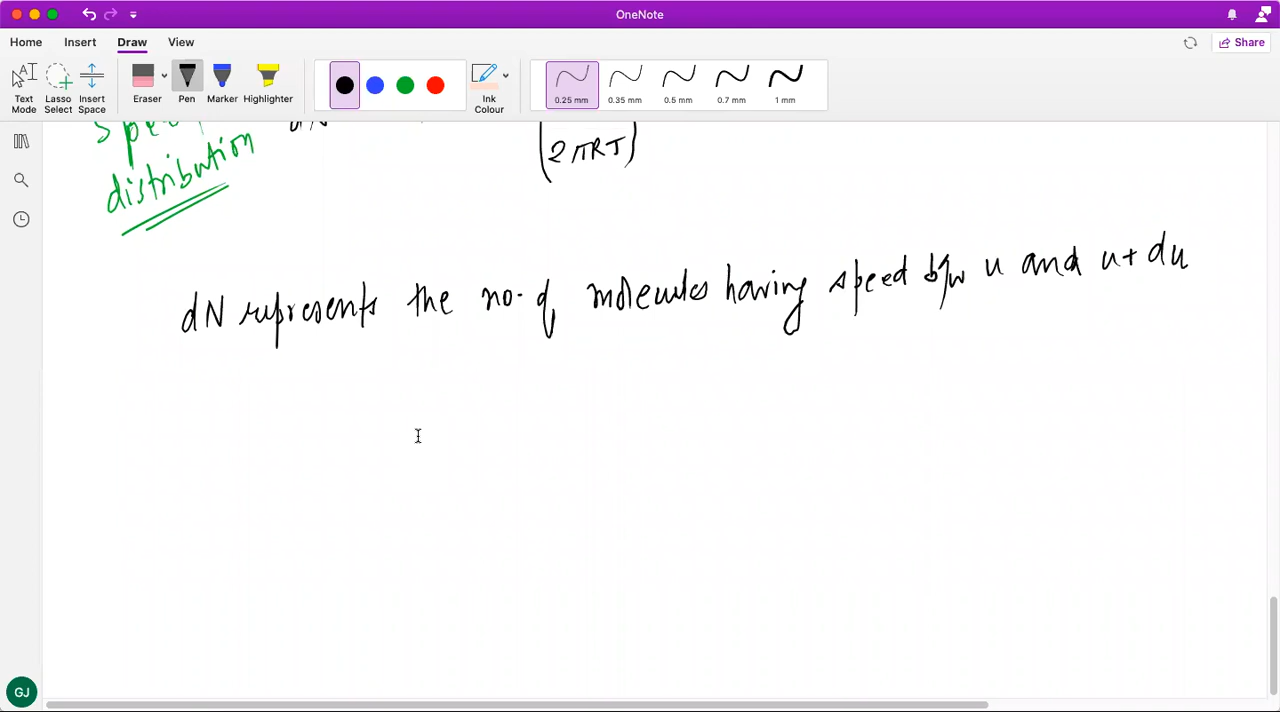 OneNote
Home Insert Draw View
Share
Text Mode
Lasso Select
Insert Space
Eraser
Pen
Marker
Highlighter
Ink Colour
0.25 mm
0.35 mm
0.5 mm
0.7 mm
1 mm
dN
(2πRT)
distribution
dN represents the no. of molecules having speed b/w u and u+ du
GJ